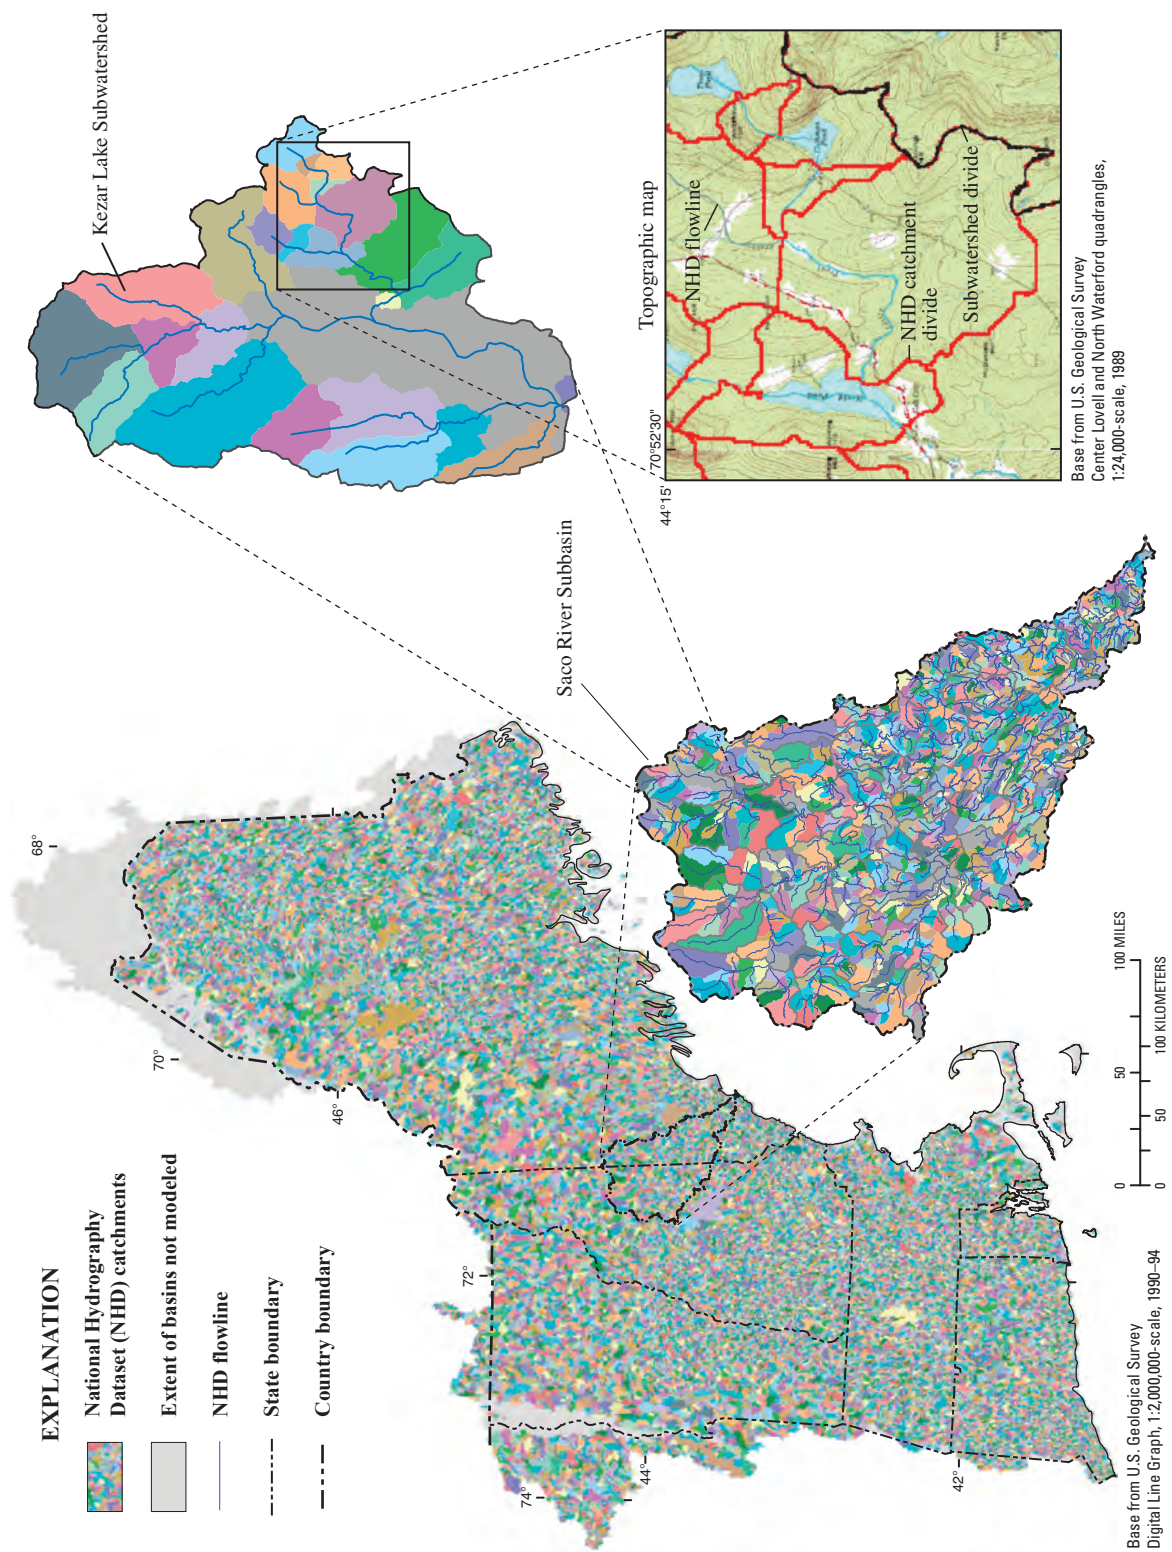 EXPLANATION
National Hydrography
Dataset (NHD) catchments
Extent of basins not modeled
NHD flowline
State boundary
Country boundary
68°
70°
46°
72°
74°
44°
42°
Saco River Subbasin
Kezar Lake Subwatershed
Topographic map
70°52'30"
44°15'
NHD flowline
NHD catchment
divide
Subwatershed divide
Base from U.S. Geological Survey
Center Lovell and North Waterford quadrangles,
1:24,000-scale, 1989
0 50 100 MILES
0 50 100 KILOMETERS
Base from U.S. Geological Survey
Digital Line Graph, 1:2,000,000-scale, 1990–94